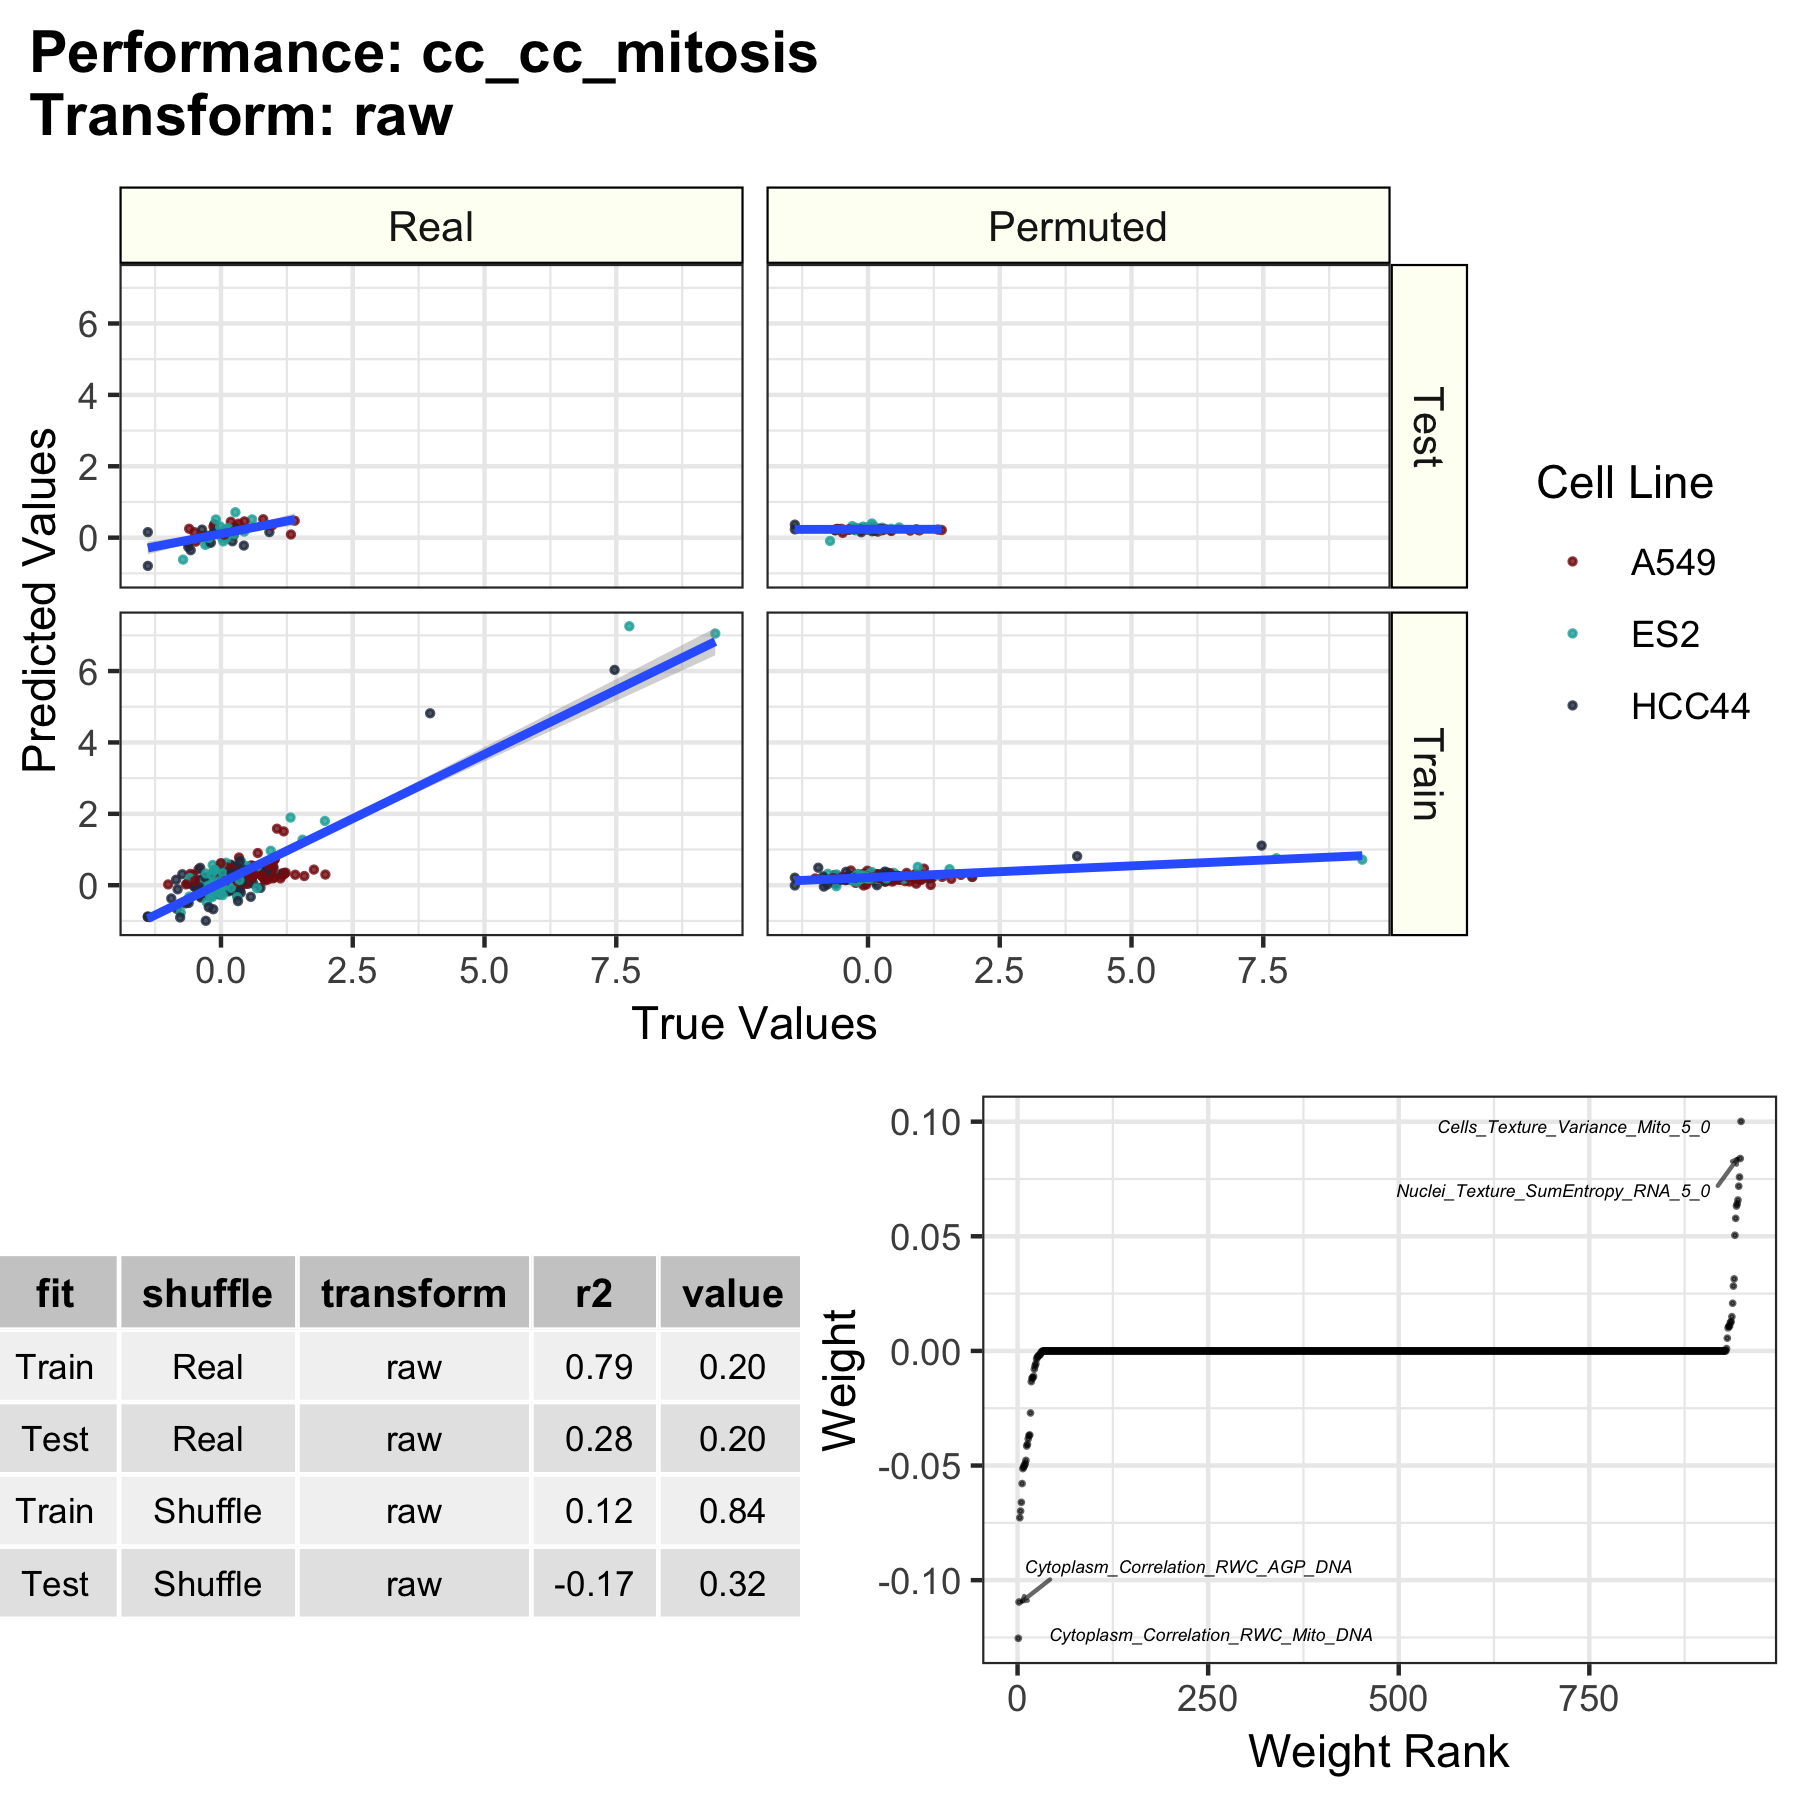 Performance: cc_cc_mitosis
Transform: raw
Real
Permuted
6
4
2
0
Test
6
4
2
0
Train
Predicted Values
0.0 2.5 5.0 7.5
0.0 2.5 5.0 7.5
True Values
Cell Line
A549
ES2
HCC44
fit shuffle transform r2 value
Train Real raw 0.79 0.20
Test Real raw 0.28 0.20
Train Shuffle raw 0.12 0.84
Test Shuffle raw -0.17 0.32
Weight
0.10
0.05
0.00
-0.05
-0.10
Cells_Texture_Variance_Mito_5_0
Nuclei_Texture_SumEntropy_RNA_5_0
Cytoplasm_Correlation_RWC_AGP_DNA
Cytoplasm_Correlation_RWC_Mito_DNA
0 250 500 750
Weight Rank